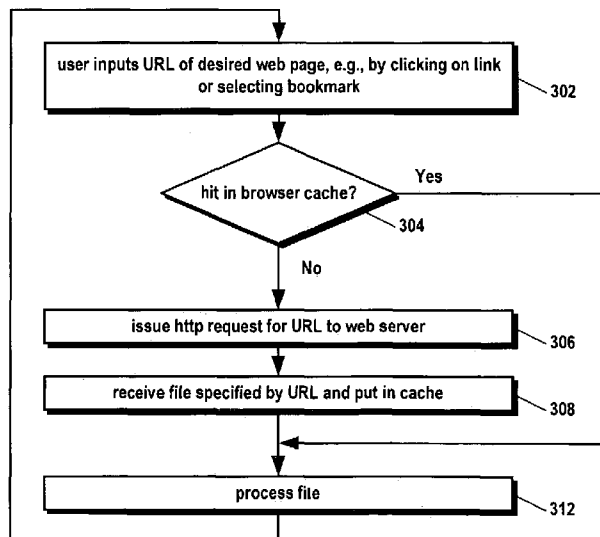 user inputs URL of desired web page, e.g., by clicking on link
or selecting bookmark
302
hit in browser cache?
Yes
304
No
issue http request for URL to web server
306
receive file specified by URL and put in cache
308
process file
312